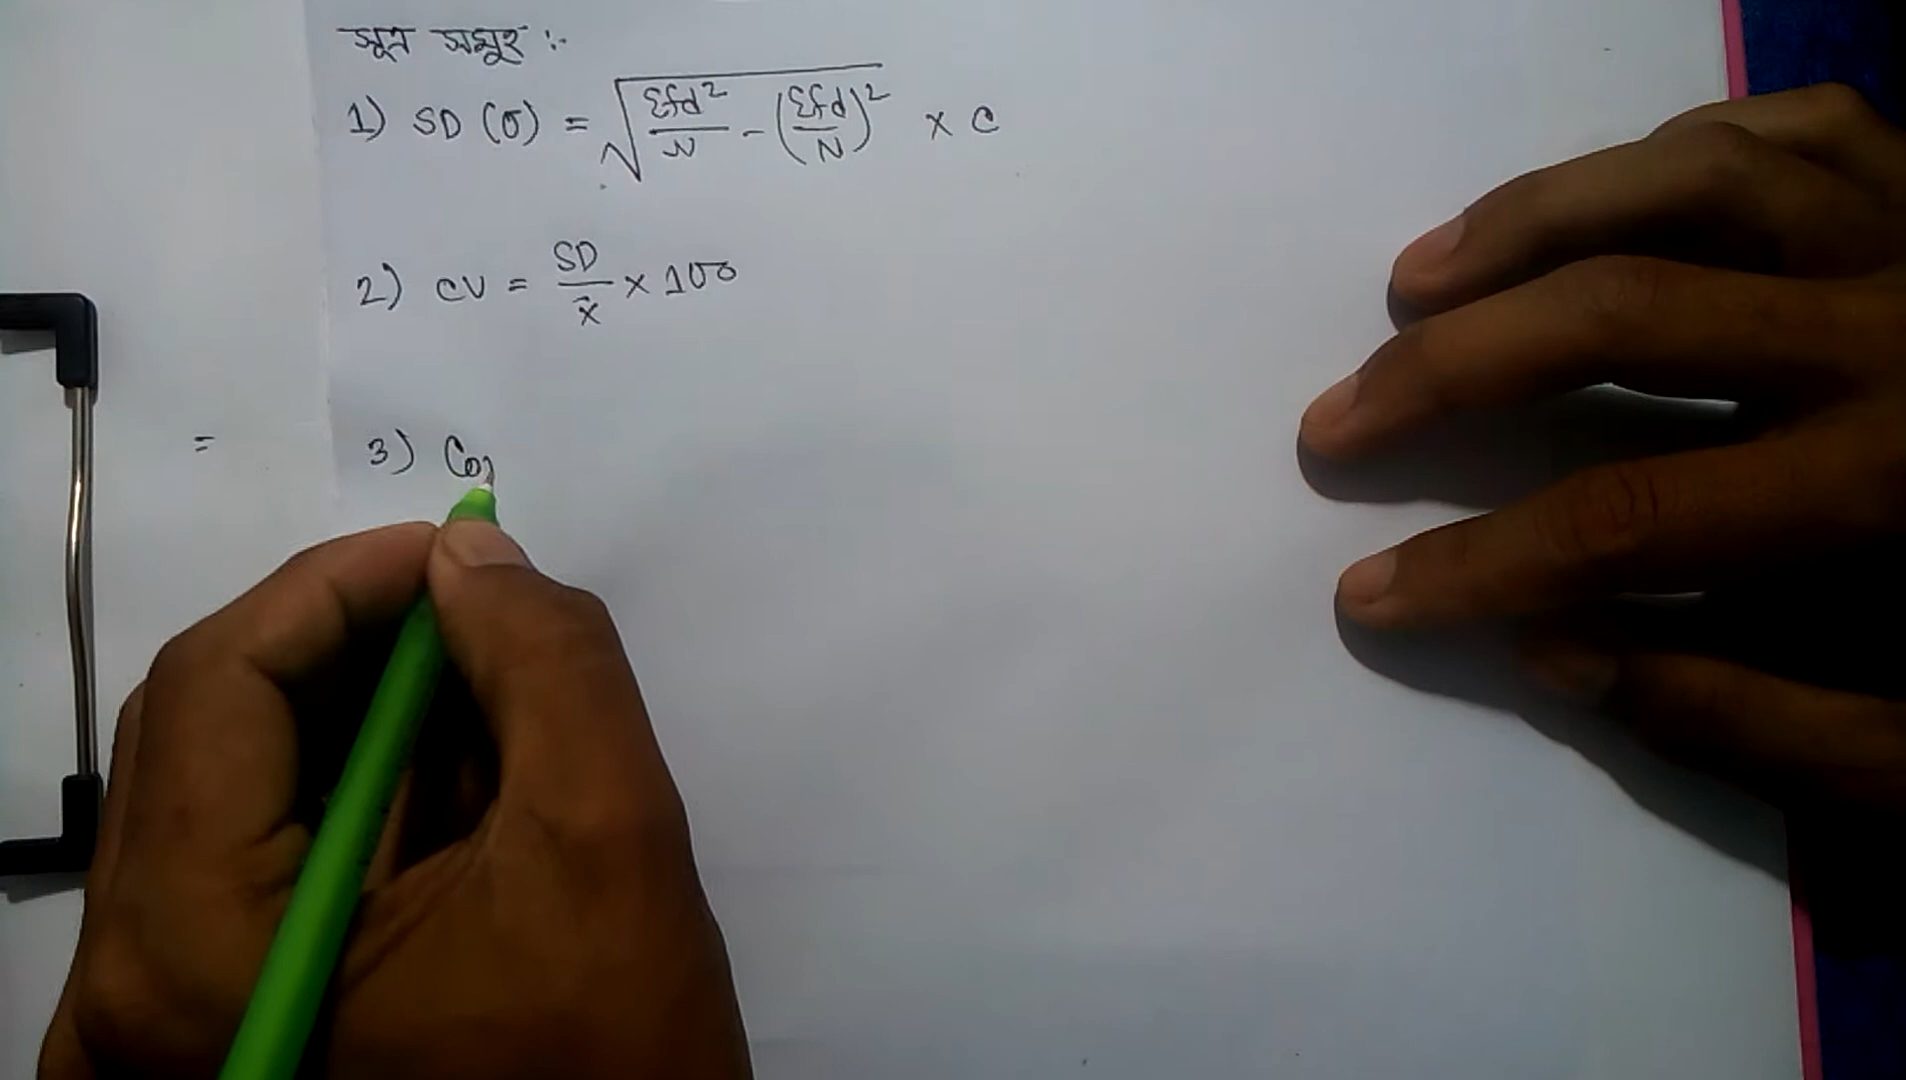 সূত্র সমূহ :-
1) SD (σ) = √(Σfd²/N - (Σfd/N)²) × C
2) CV = SD/x̄ × 100
=
3) Co